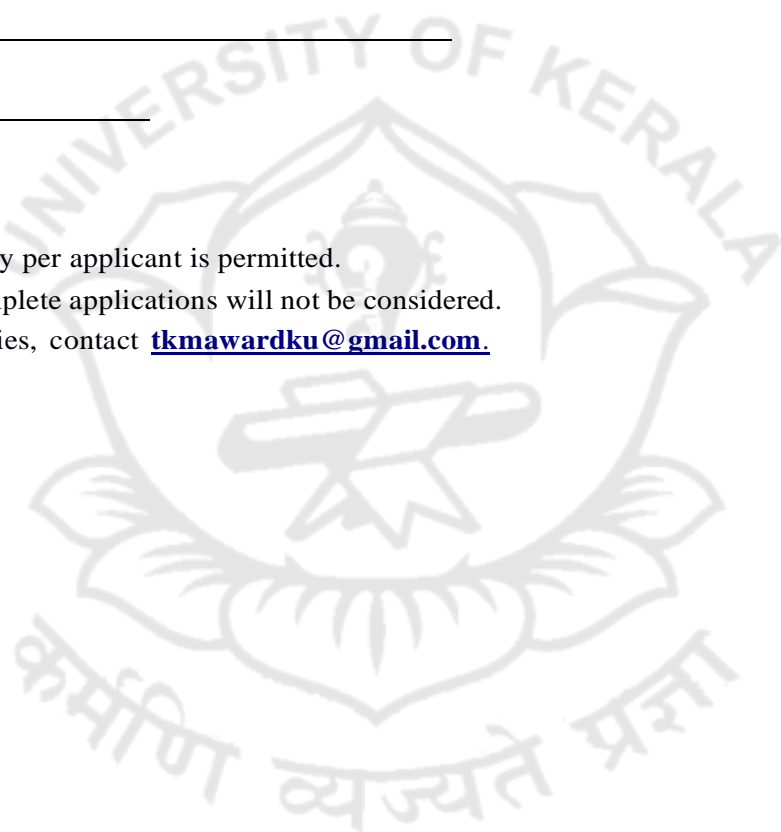 UNIVERSITY OF KERALA
y per applicant is permitted.
plete applications will not be considered.
ies, contact tkmawardku@gmail.com.
कर्मणि व्यज्यते प्रज्ञा